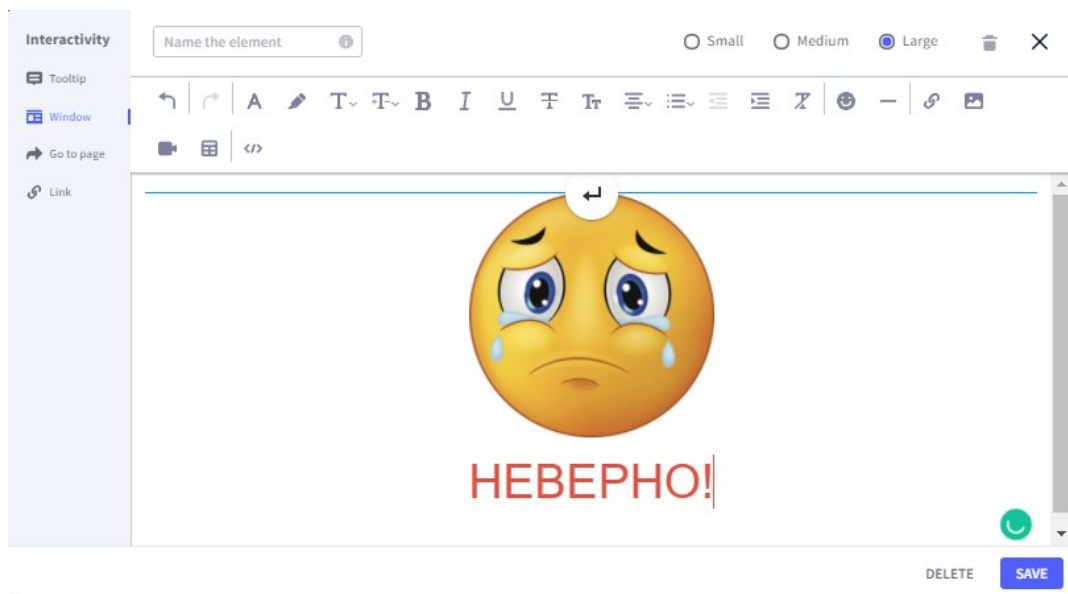 Interactivity
Name the element
Small
Medium
Large
Tooltip
Window
Go to page
Link
НЕВЕРНО!
DELETE
SAVE